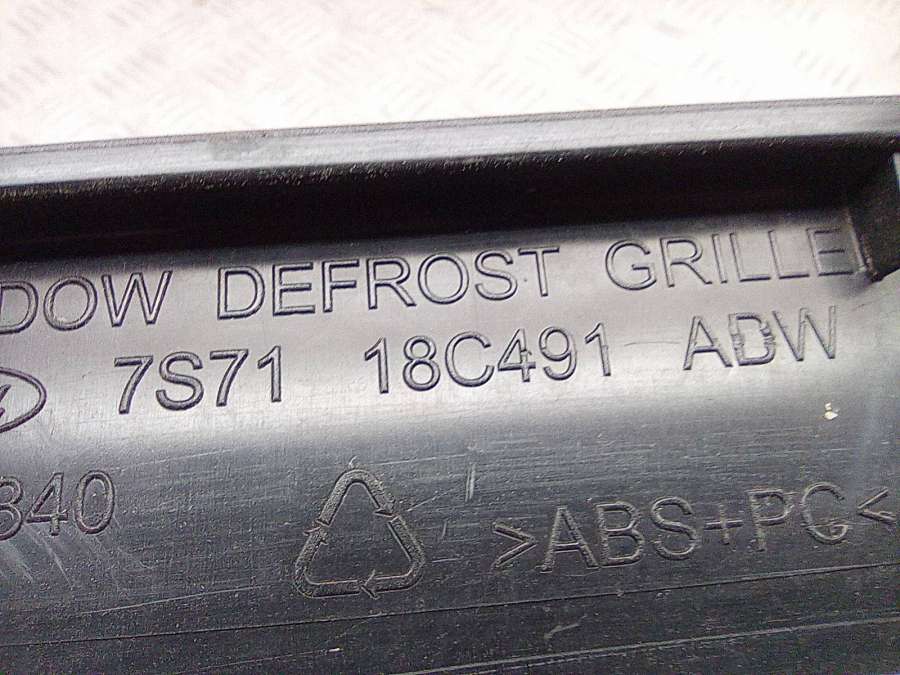 DOW DEFROST GRILLE
7S71 18C491 ADW
340
>ABS+PC<